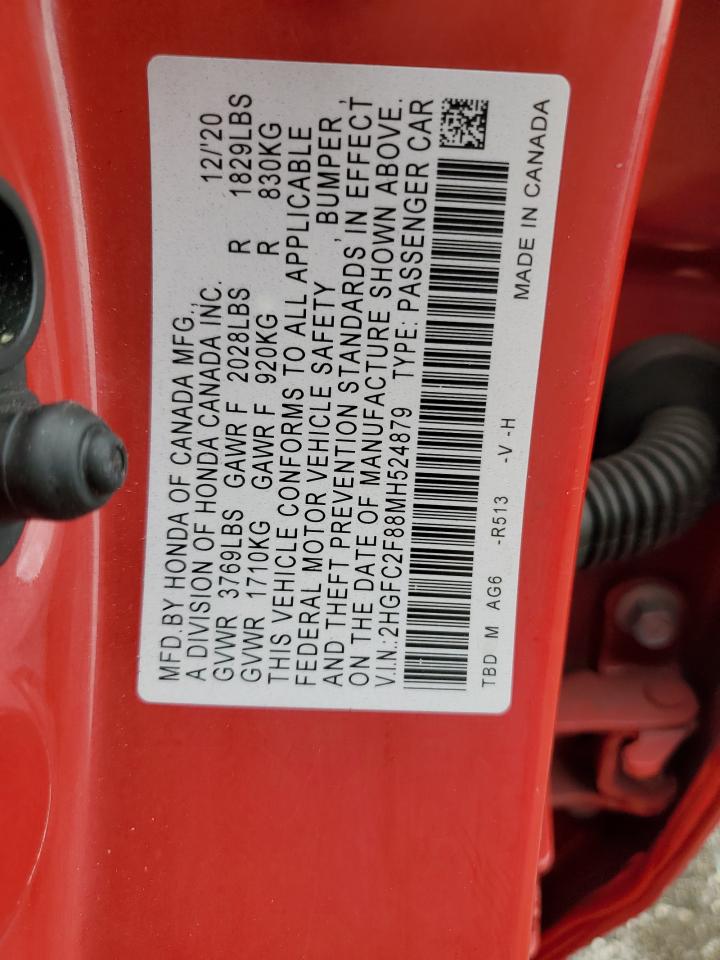 MFD.BY HONDA OF CANADA MFG.,
A DIVISION OF HONDA CANADA INC. 12/'20
GVWR 3769LBS GAWR F 2028LBS R 1829LBS
GVWR 1710KG GAWR F 920KG R 830KG
THIS VEHICLE CONFORMS TO ALL APPLICABLE
FEDERAL MOTOR VEHICLE SAFETY , BUMPER ,
AND THEFT PREVENTION STANDARDS, IN EFFECT
ON THE DATE OF MANUFACTURE SHOWN ABOVE.
V.I.N.:2HGFC2F88MH524879 TYPE: PASSENGER CAR
TBD M AG6 -R513 -V -H MADE IN CANADA